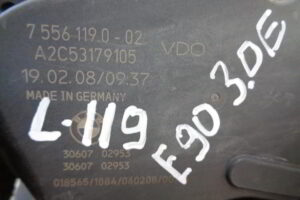 7 556 119.0 -02
A2C53179105 VDO
19.02.08/09:37
MADE IN GERMANY
L-119
E90 3.0E
30607 02953
30607 02953